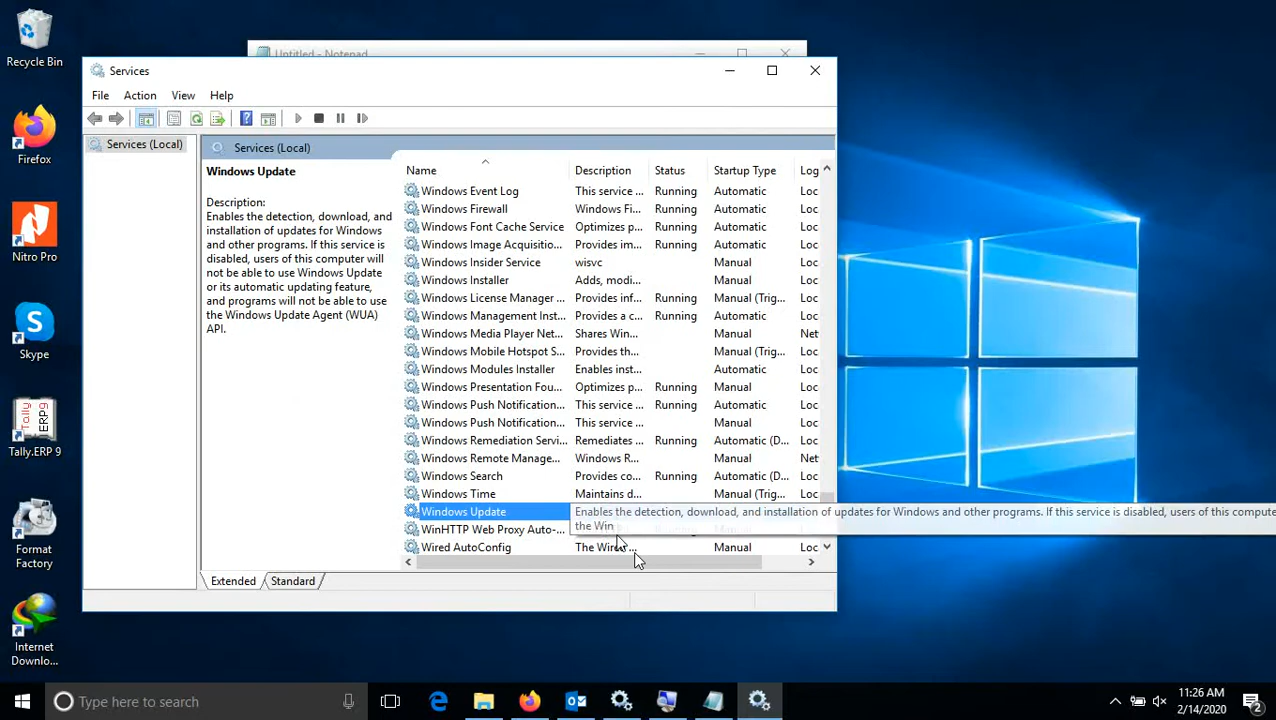 Recycle Bin
Firefox
Nitro Pro
Skype
Tally.ERP 9
Format
Factory
Internet
Downlo...
Untitled - Notepad
Services
File Action View Help
Services (Local)
Services (Local)
Windows Update
Description:
Enables the detection, download, and
installation of updates for Windows
and other programs. If this service is
disabled, users of this computer will
not be able to use Windows Update
or its automatic updating feature,
and programs will not be able to use
the Windows Update Agent (WUA)
API.
Name Description Status Startup Type Log
Windows Event Log This service ... Running Automatic Loc
Windows Firewall Windows Fi... Running Automatic Loc
Windows Font Cache Service Optimizes p... Running Automatic Loc
Windows Image Acquisitio... Provides im... Running Automatic Loc
Windows Insider Service wisvc Manual Loc
Windows Installer Adds, modi... Manual Loc
Windows License Manager ... Provides inf... Running Manual (Trig... Loc
Windows Management Inst... Provides a c... Running Automatic Loc
Windows Media Player Net... Shares Win... Manual Net
Windows Mobile Hotspot S... Provides th... Manual (Trig... Loc
Windows Modules Installer Enables inst... Manual Loc
Windows Presentation Fou... Optimizes p... Running Manual Loc
Windows Push Notification... This service ... Running Automatic Loc
Windows Push Notification... This service ... Manual Loc
Windows Remediation Servi... Remediates ... Running Automatic (D... Loc
Windows Remote Manage... Windows R... Manual Net
Windows Search Provides co... Running Automatic (D... Loc
Windows Time Maintains d... Manual (Trig... Loc
Windows Update Enables the detection, download, and installation of updates for Windows and other programs. If this service is disabled, users of this compute
the Win
WinHTTP Web Proxy Auto-...
Wired AutoConfig The Wired ... Manual Loc
Extended Standard
Type here to search
11:26 AM
2/14/2020
2